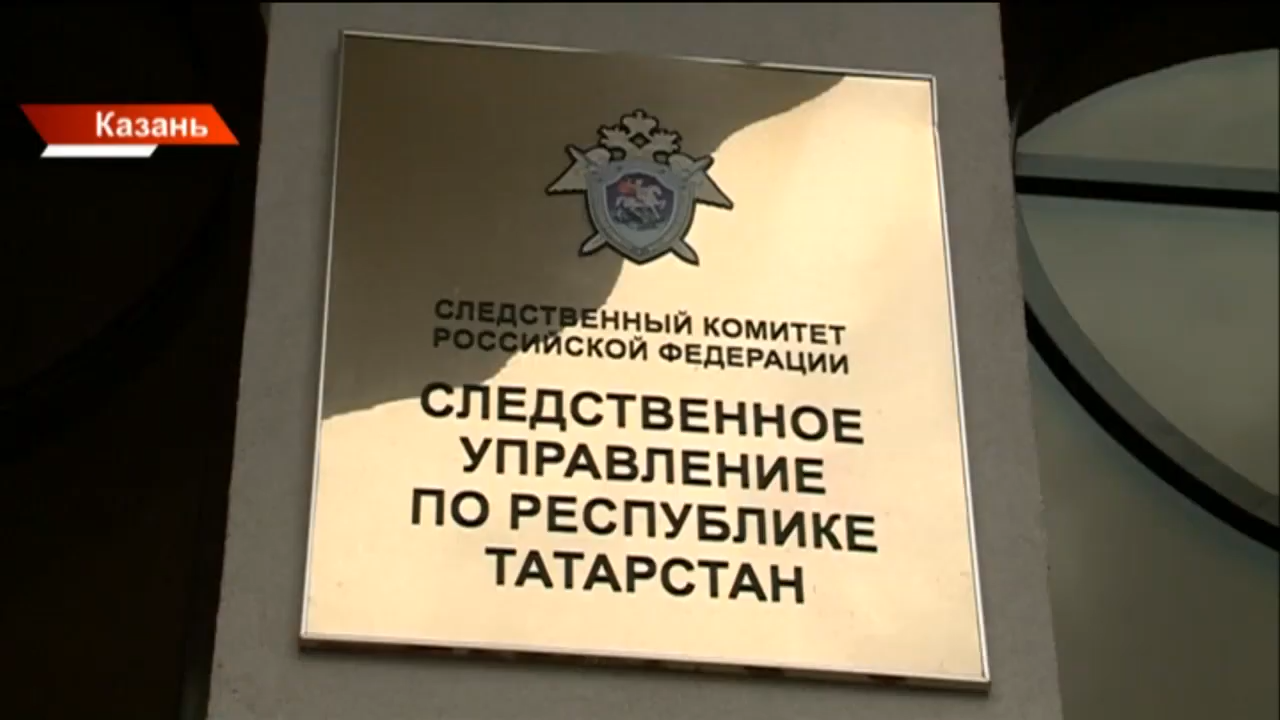 Казань
СЛЕДСТВЕННЫЙ КОМИТЕТ
РОССИЙСКОЙ ФЕДЕРАЦИИ
СЛЕДСТВЕННОЕ
УПРАВЛЕНИЕ
ПО РЕСПУБЛИКЕ
ТАТАРСТАН